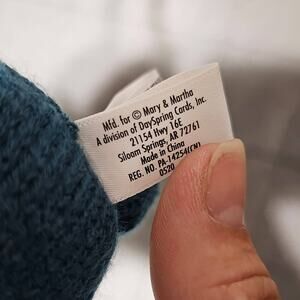 Mfd. for © Mary & Martha
A division of DaySpring Cards, Inc.
21154 Hwy 16E
Siloam Springs, AR 72761
Made in China
REG. NO. PA-14254(CN)
0520